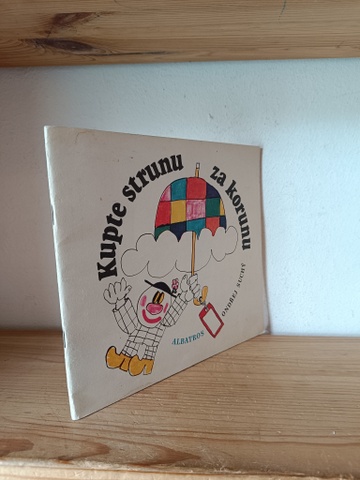 Kupte strunu za korunu
ALBATROS
ONDŘEJ SUCHÝ